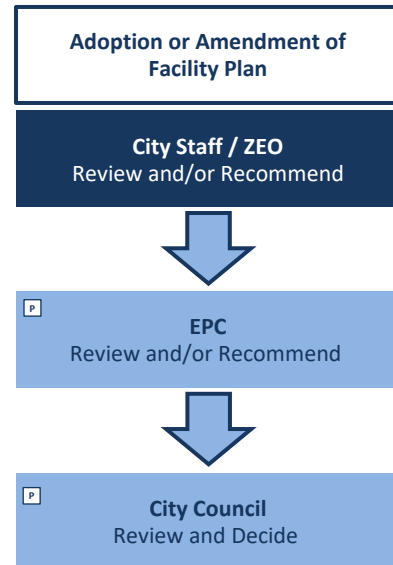 Adoption or Amendment of
Facility Plan
City Staff / ZEO
Review and/or Recommend
P
EPC
Review and/or Recommend
P
City Council
Review and Decide